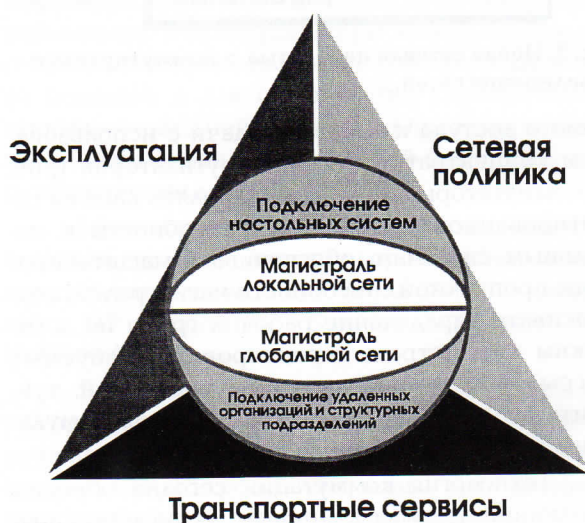 Эксплуатация
Сетевая
политика
Подключение
настольных систем
Магистраль
локальной сети
Магистраль
глобальной сети
Подключение удаленных
организаций и структурных
подразделений
Транспортные сервисы